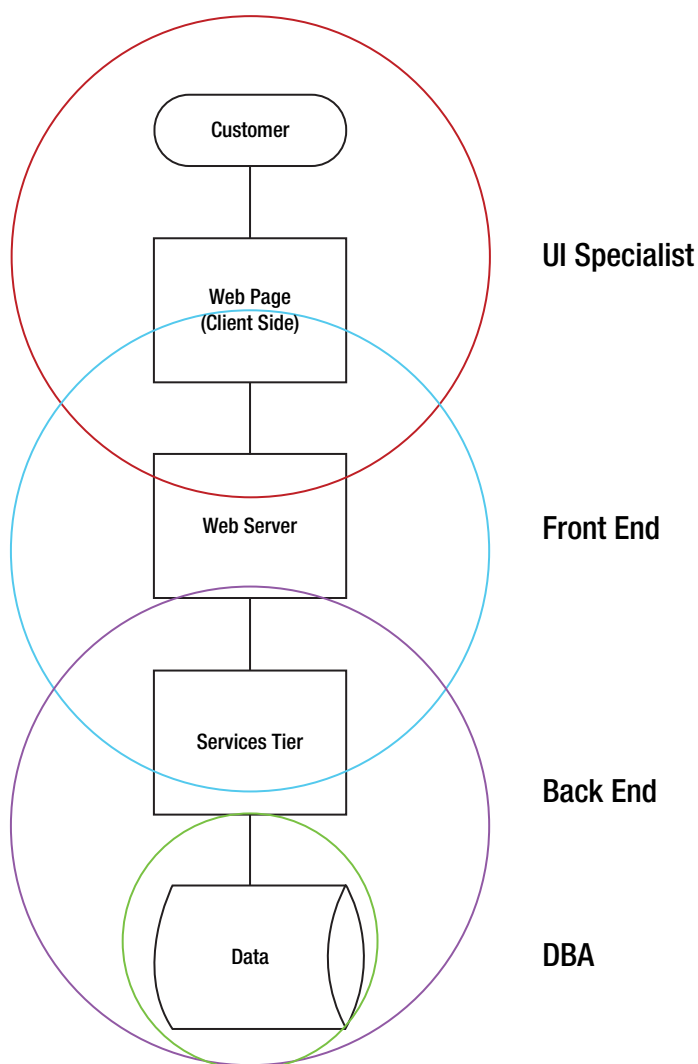 Customer
UI Specialist
Web Page
(Client Side)
Web Server
Front End
Services Tier
Back End
Data
DBA